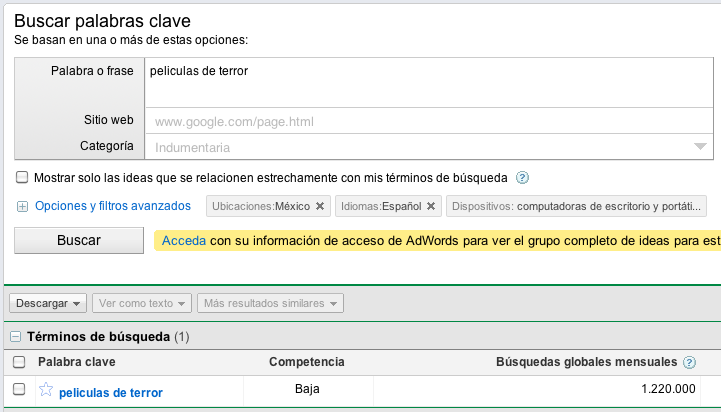 Buscar palabras clave
Se basan en una o más de estas opciones:
Palabra o frase peliculas de terror
Sitio web www.google.com/page.html
Categoría Indumentaria
Mostrar solo las ideas que se relacionen estrechamente con mis términos de búsqueda ?
Opciones y filtros avanzados Ubicaciones:México × Idiomas:Español × Dispositivos: computadoras de escritorio y portáti...
Buscar Acceda con su información de acceso de AdWords para ver el grupo completo de ideas para est
Descargar Ver como texto Más resultados similares
Términos de búsqueda (1)
Palabra clave Competencia Búsquedas globales mensuales ?
peliculas de terror Baja 1.220.000